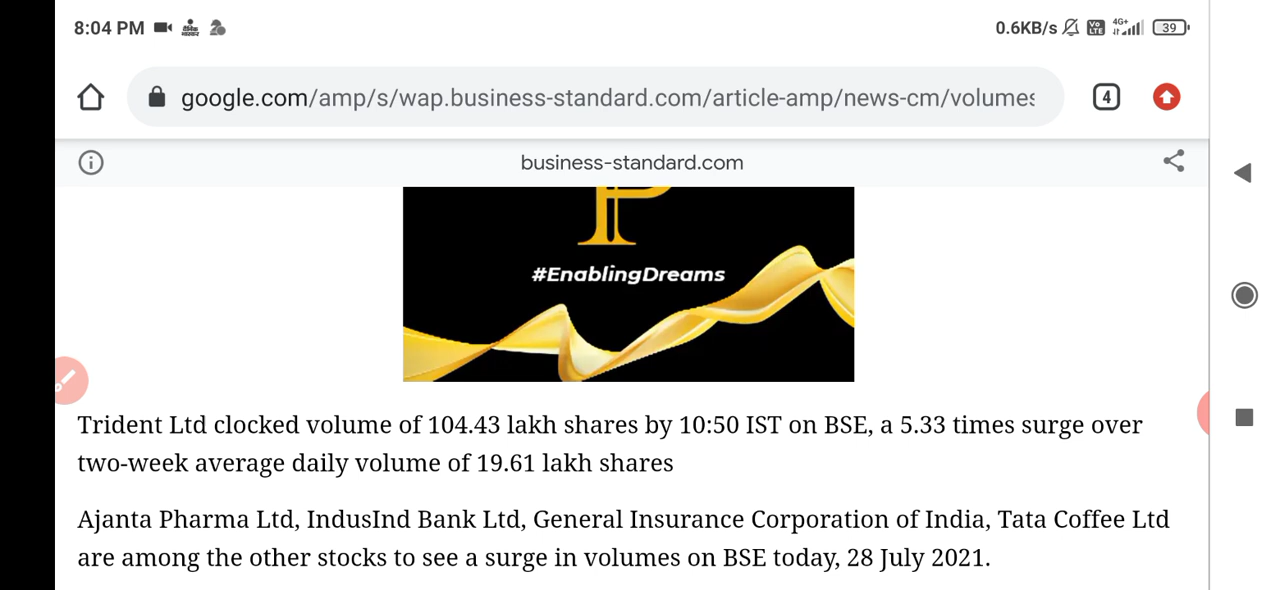 8:04 PM
0.6KB/s Vo LTE 4G+ 39
google.com/amp/s/wap.business-standard.com/article-amp/news-cm/volumes
4
business-standard.com
#EnablingDreams
Trident Ltd clocked volume of 104.43 lakh shares by 10:50 IST on BSE, a 5.33 times surge over
two-week average daily volume of 19.61 lakh shares
Ajanta Pharma Ltd, IndusInd Bank Ltd, General Insurance Corporation of India, Tata Coffee Ltd
are among the other stocks to see a surge in volumes on BSE today, 28 July 2021.